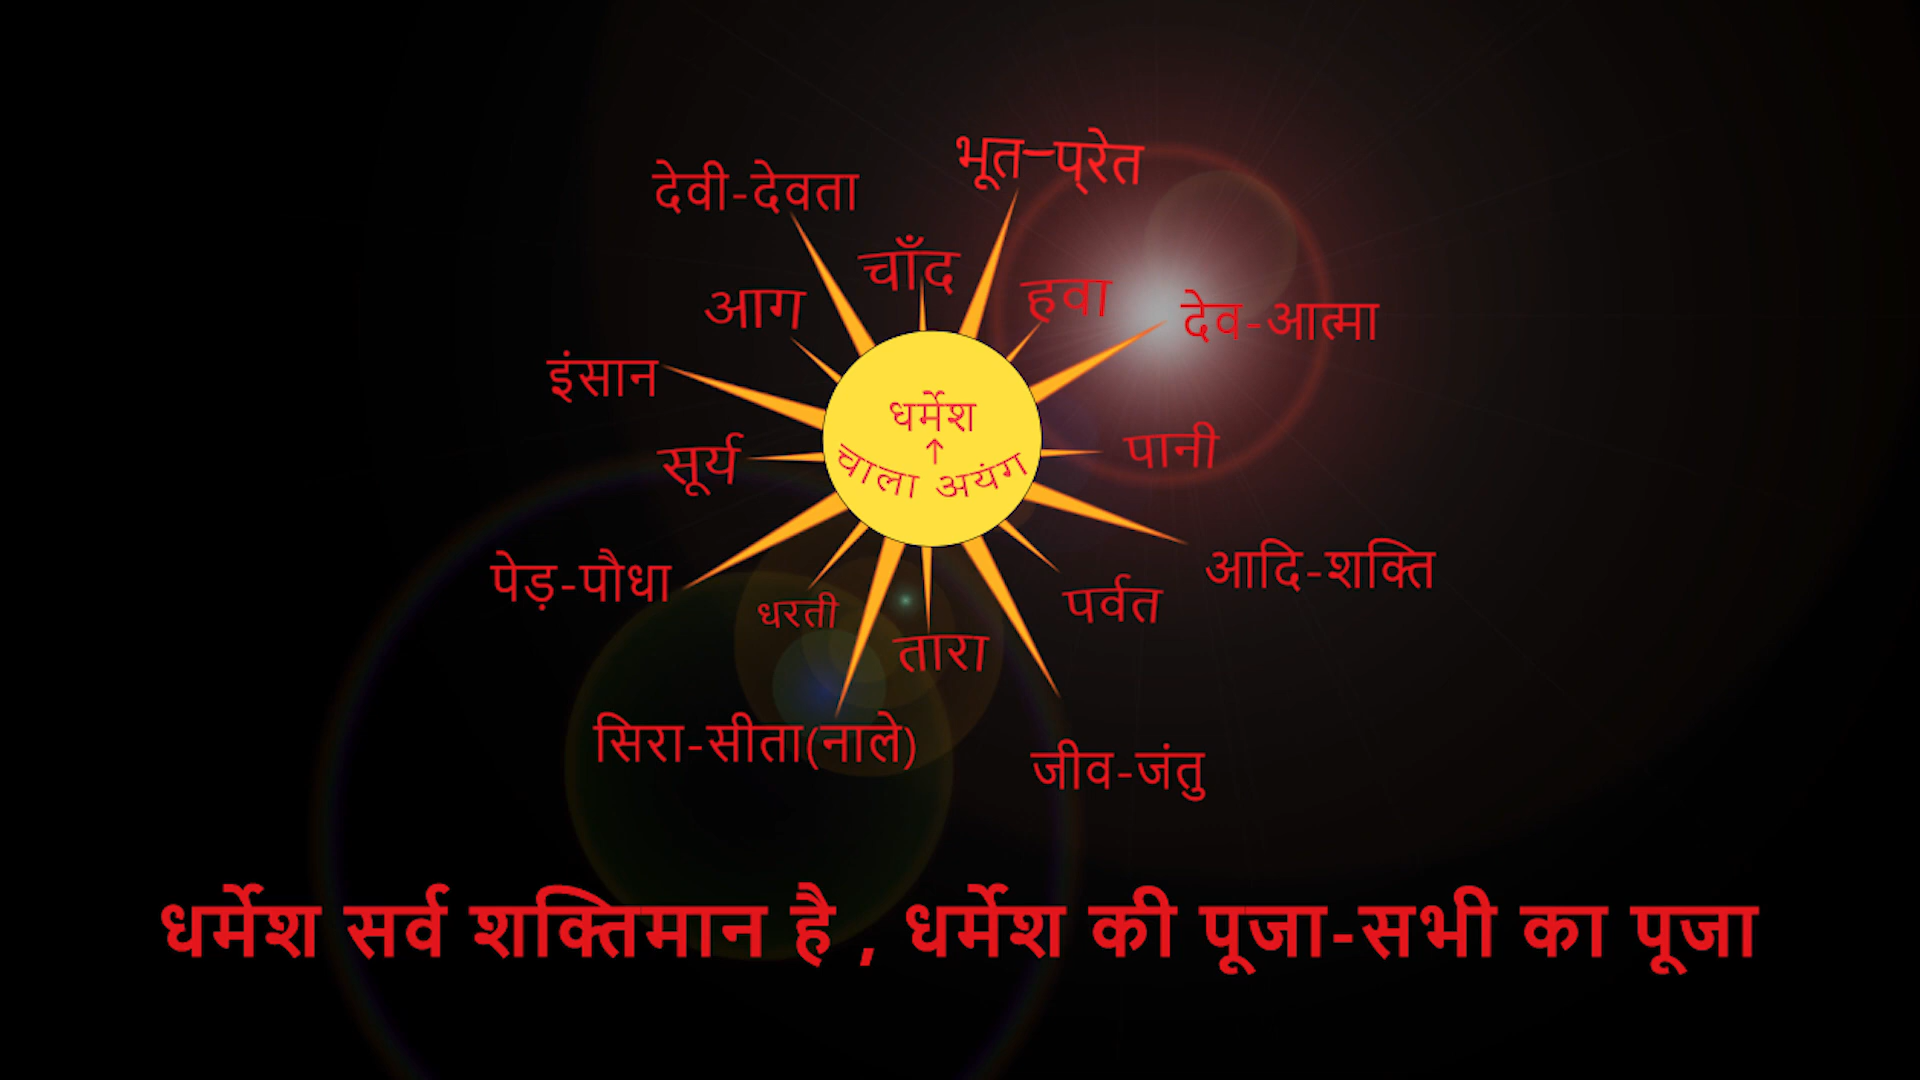 भूत-प्रेत
देवी-देवता
चाँद
हवा
आग
देव-आत्मा
इंसान
धर्मेश
↑
चाला अयंग
सूर्य
पानी
पेड़-पौधा
आदि-शक्ति
धरती
पर्वत
तारा
सिरा-सीता(नाले)
जीव-जंतु
धर्मेश सर्व शक्तिमान है , धर्मेश की पूजा-सभी का पूजा